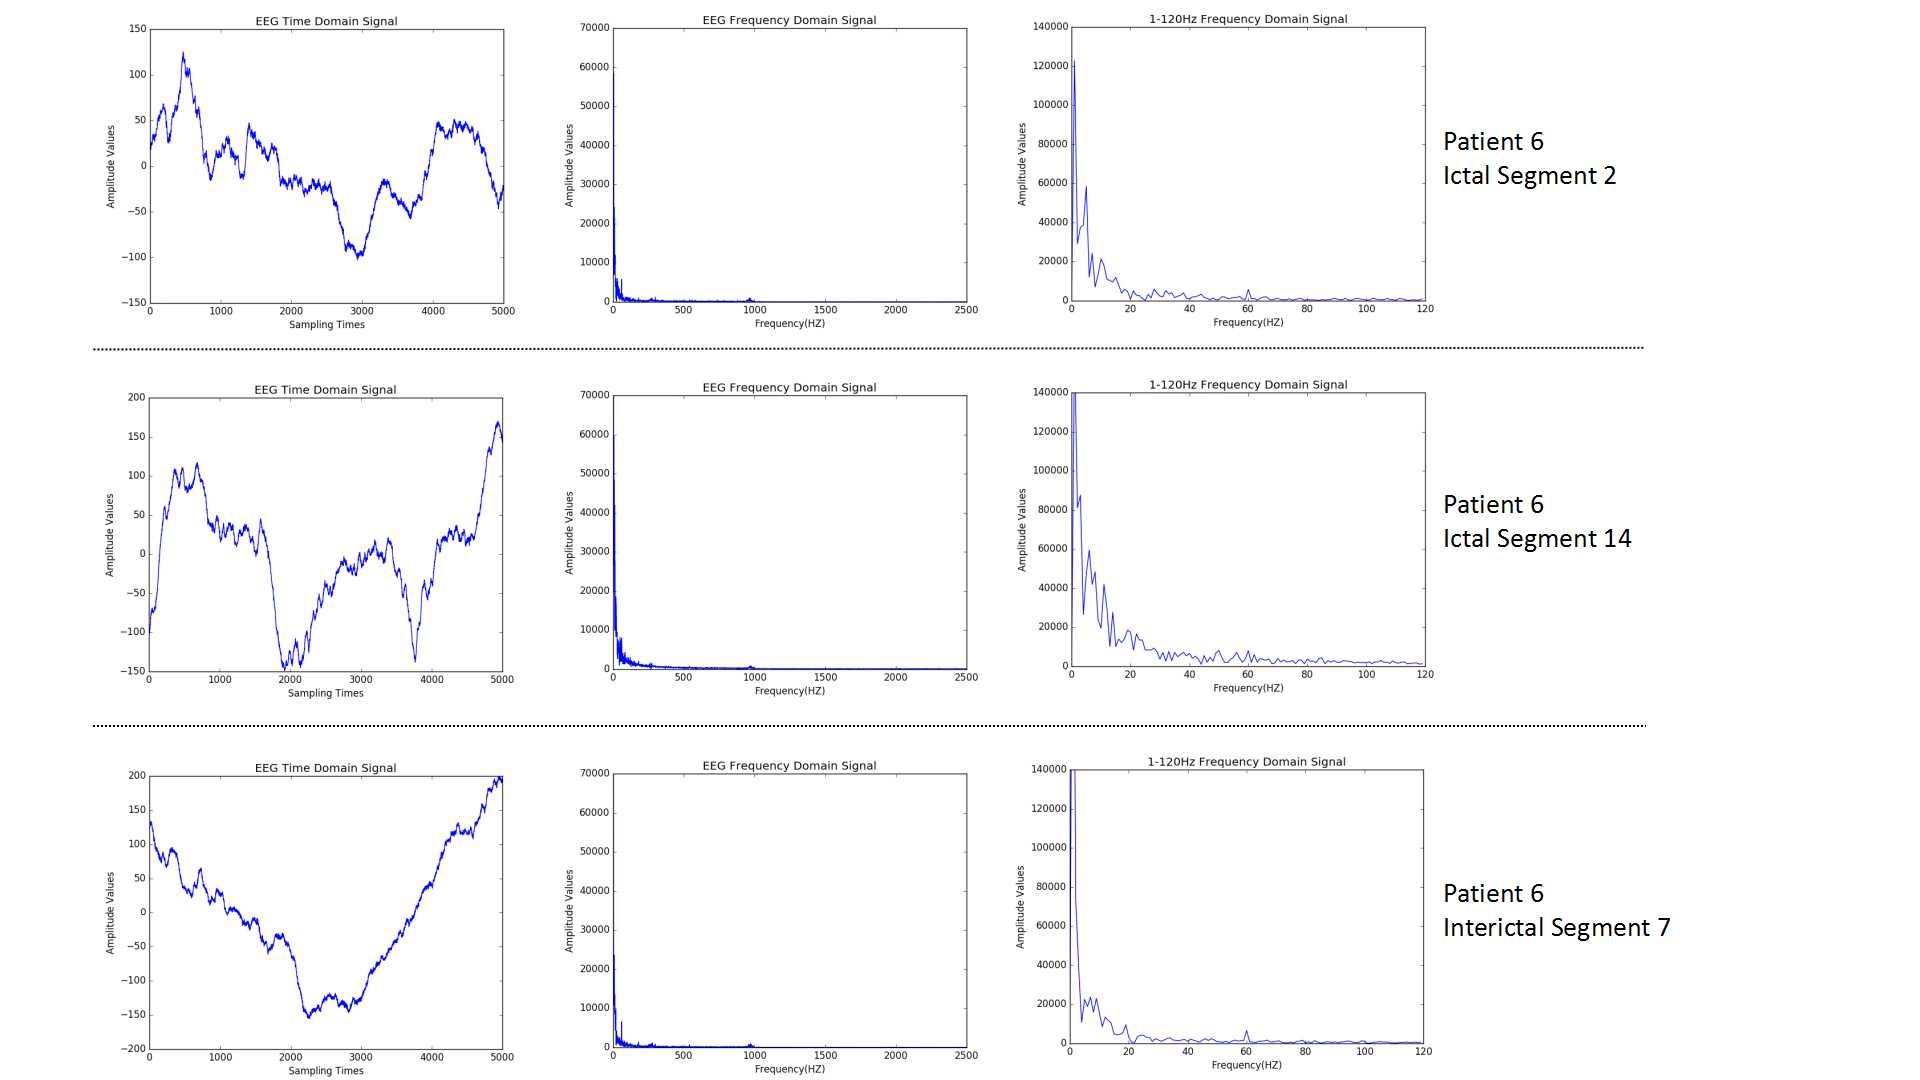 EEG Time Domain Signal
150
100
50
0
−50
−100
−150
Amplitude Values
0 1000 2000 3000 4000 5000
Sampling Times
EEG Frequency Domain Signal
70000
60000
50000
40000
30000
20000
10000
0
Amplitude Values
0 500 1000 1500 2000 2500
Frequency(HZ)
1-120Hz Frequency Domain Signal
140000
120000
100000
80000
60000
40000
20000
0
Amplitude Values
0 20 40 60 80 100 120
Frequency(HZ)
Patient 6
Ictal Segment 2
EEG Time Domain Signal
200
150
100
50
0
−50
−100
−150
Amplitude Values
0 1000 2000 3000 4000 5000
Sampling Times
EEG Frequency Domain Signal
70000
60000
50000
40000
30000
20000
10000
0
Amplitude Values
0 500 1000 1500 2000 2500
Frequency(HZ)
1-120Hz Frequency Domain Signal
140000
120000
100000
80000
60000
40000
20000
0
Amplitude Values
0 20 40 60 80 100 120
Frequency(HZ)
Patient 6
Ictal Segment 14
EEG Time Domain Signal
200
150
100
50
0
−50
−100
−150
−200
Amplitude Values
0 1000 2000 3000 4000 5000
Sampling Times
EEG Frequency Domain Signal
70000
60000
50000
40000
30000
20000
10000
0
Amplitude Values
0 500 1000 1500 2000 2500
Frequency(HZ)
1-120Hz Frequency Domain Signal
140000
120000
100000
80000
60000
40000
20000
0
Amplitude Values
0 20 40 60 80 100 120
Frequency(HZ)
Patient 6
Interictal Segment 7